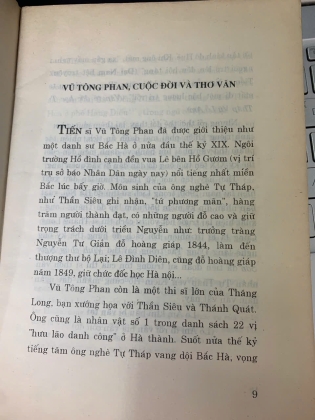 VŨ TÔNG PHAN, CUỘC ĐỜI VÀ THƠ VĂN
TIẾN sĩ Vũ Tông Phan đã được giới thiệu như
một danh sư Bắc Hà ở nửa đầu thế kỷ XIX. Ngôi
trường Hồ đình cạnh đền vua Lê bên Hồ Gươm (vị trí
trụ sở báo Nhân Dân ngày nay) nổi tiếng nhất miền
Bắc lúc bấy giờ. Môn sinh của ông nghè Tự Tháp,
như Thần Siêu ghi nhận, "tứ phương mãn", hàng
trăm người thành đạt, có những người đỗ cao và giữ
trọng trách dưới triều Nguyễn như: trưởng tràng
Nguyễn Tư Giản đỗ hoàng giáp 1844, làm đến
thượng thư bộ Lại; Lê Đình Diên, cũng đỗ hoàng giáp
năm 1849, giữ chức đốc học Hà nội...
Vũ Tông Phan còn là một thi sĩ lớn của Thăng
Long, bạn xướng họa với Thần Siêu và Thánh Quát.
Ông cũng là nhân vật số 1 trong danh sách 22 vị
"hưu lão danh công" ở Hà thành. Suốt nửa thế kỷ
tiếng tăm ông nghè Tự Tháp vang dội Bắc Hà, vọng
9